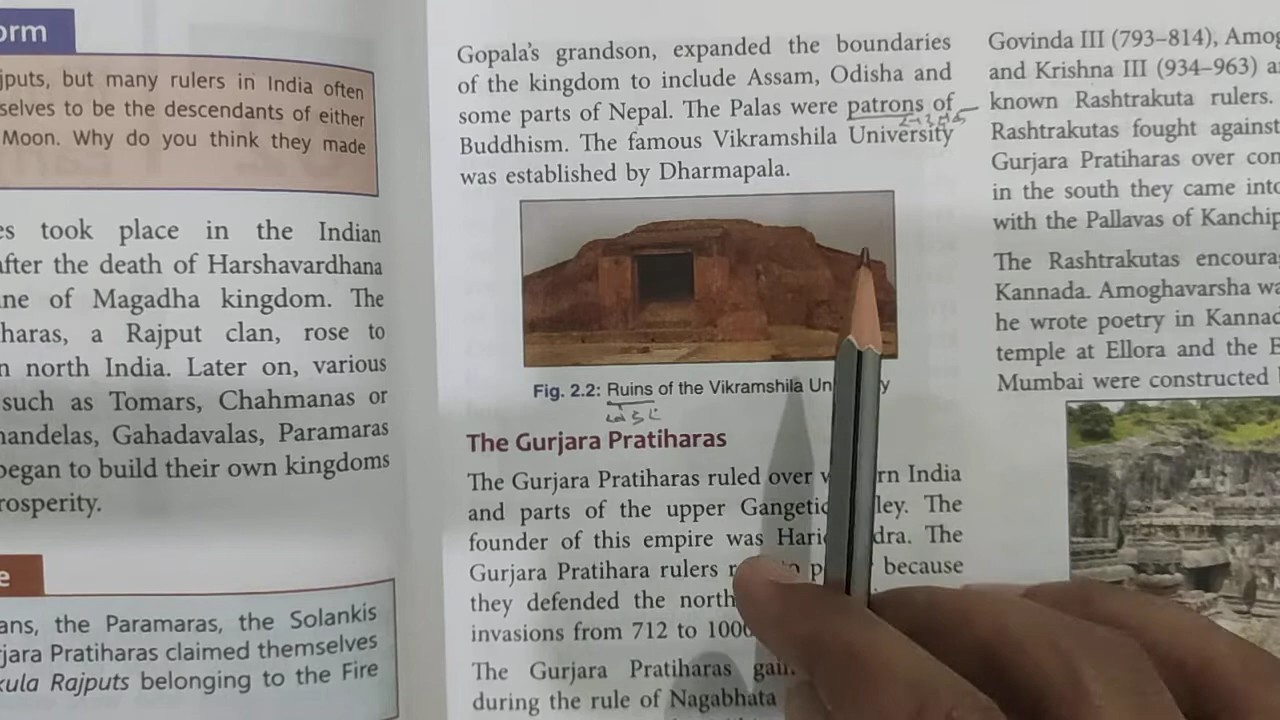 orm
jputs, but many rulers in India often
selves to be the descendants of either
Moon. Why do you think they made
es took place in the Indian
after the death of Harshavardhana
ine of Magadha kingdom. The
haras, a Rajput clan, rose to
n north India. Later on, various
such as Tomars, Chahmanas or
handelas, Gahadavalas, Paramaras
began to build their own kingdoms
rosperity.
e
ans, the Paramaras, the Solankis
jara Pratiharas claimed themselves
kula Rajputs belonging to the Fire
Gopala's grandson, expanded the boundaries
of the kingdom to include Assam, Odisha and
some parts of Nepal. The Palas were patrons of
Buddhism. The famous Vikramshila University
was established by Dharmapala.
Fig. 2.2: Ruins of the Vikramshila Un y
The Gurjara Pratiharas
The Gurjara Pratiharas ruled over w rn India
and parts of the upper Gangetic ley. The
founder of this empire was Hari dra. The
Gurjara Pratihara rulers because
they defended the north
invasions from 712 to 100
The Gurjara Pratiharas gain
during the rule of Nagabhata
Govinda III (793–814), Amog
and Krishna III (934–963) a
known Rashtrakuta rulers.
Rashtrakutas fought against
Gurjara Pratiharas over con
in the south they came into
with the Pallavas of Kanchip
The Rashtrakutas encoura
Kannada. Amoghavarsha wa
he wrote poetry in Kannad
temple at Ellora and the E
Mumbai were constructed